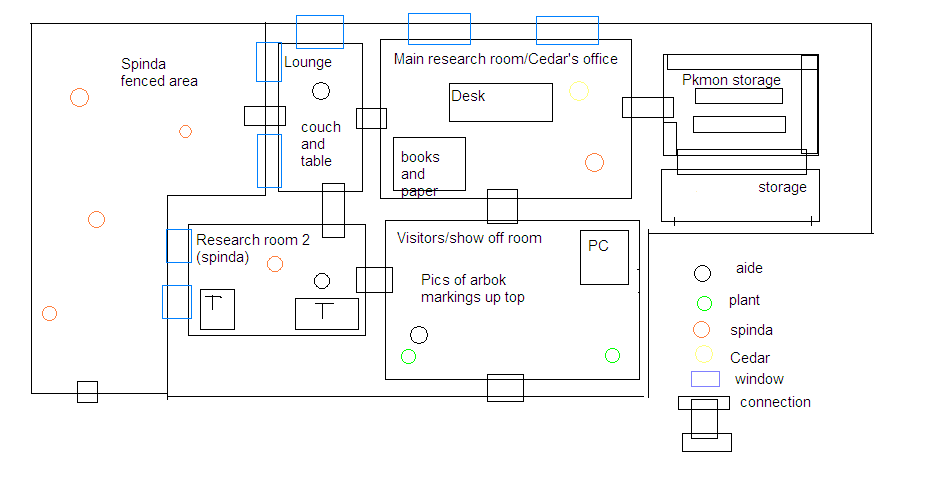 Spinda
fenced area
Lounge
couch
and
table
Main research room/Cedar's office
Desk
books
and
paper
Pkmon storage
storage
Research room 2
(spinda)
T
T
Visitors/show off room
PC
Pics of arbok
markings up top
aide
plant
spinda
Cedar
window
connection